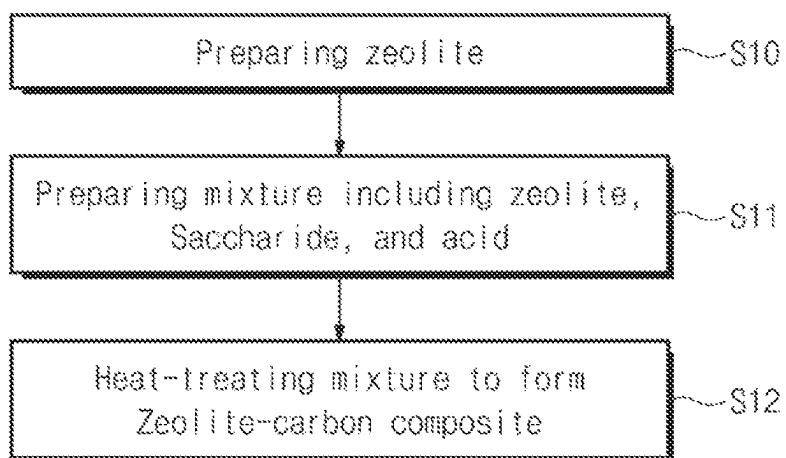 Preparing zeolite
S10
Preparing mixture including zeolite,
Saccharide, and acid
S11
Heat-treating mixture to form
Zeolite-carbon composite
S12